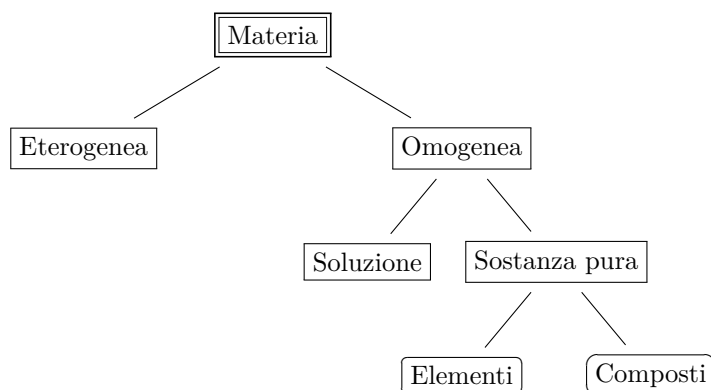 Materia
Eterogenea
Omogenea
Soluzione
Sostanza pura
Elementi
Composti